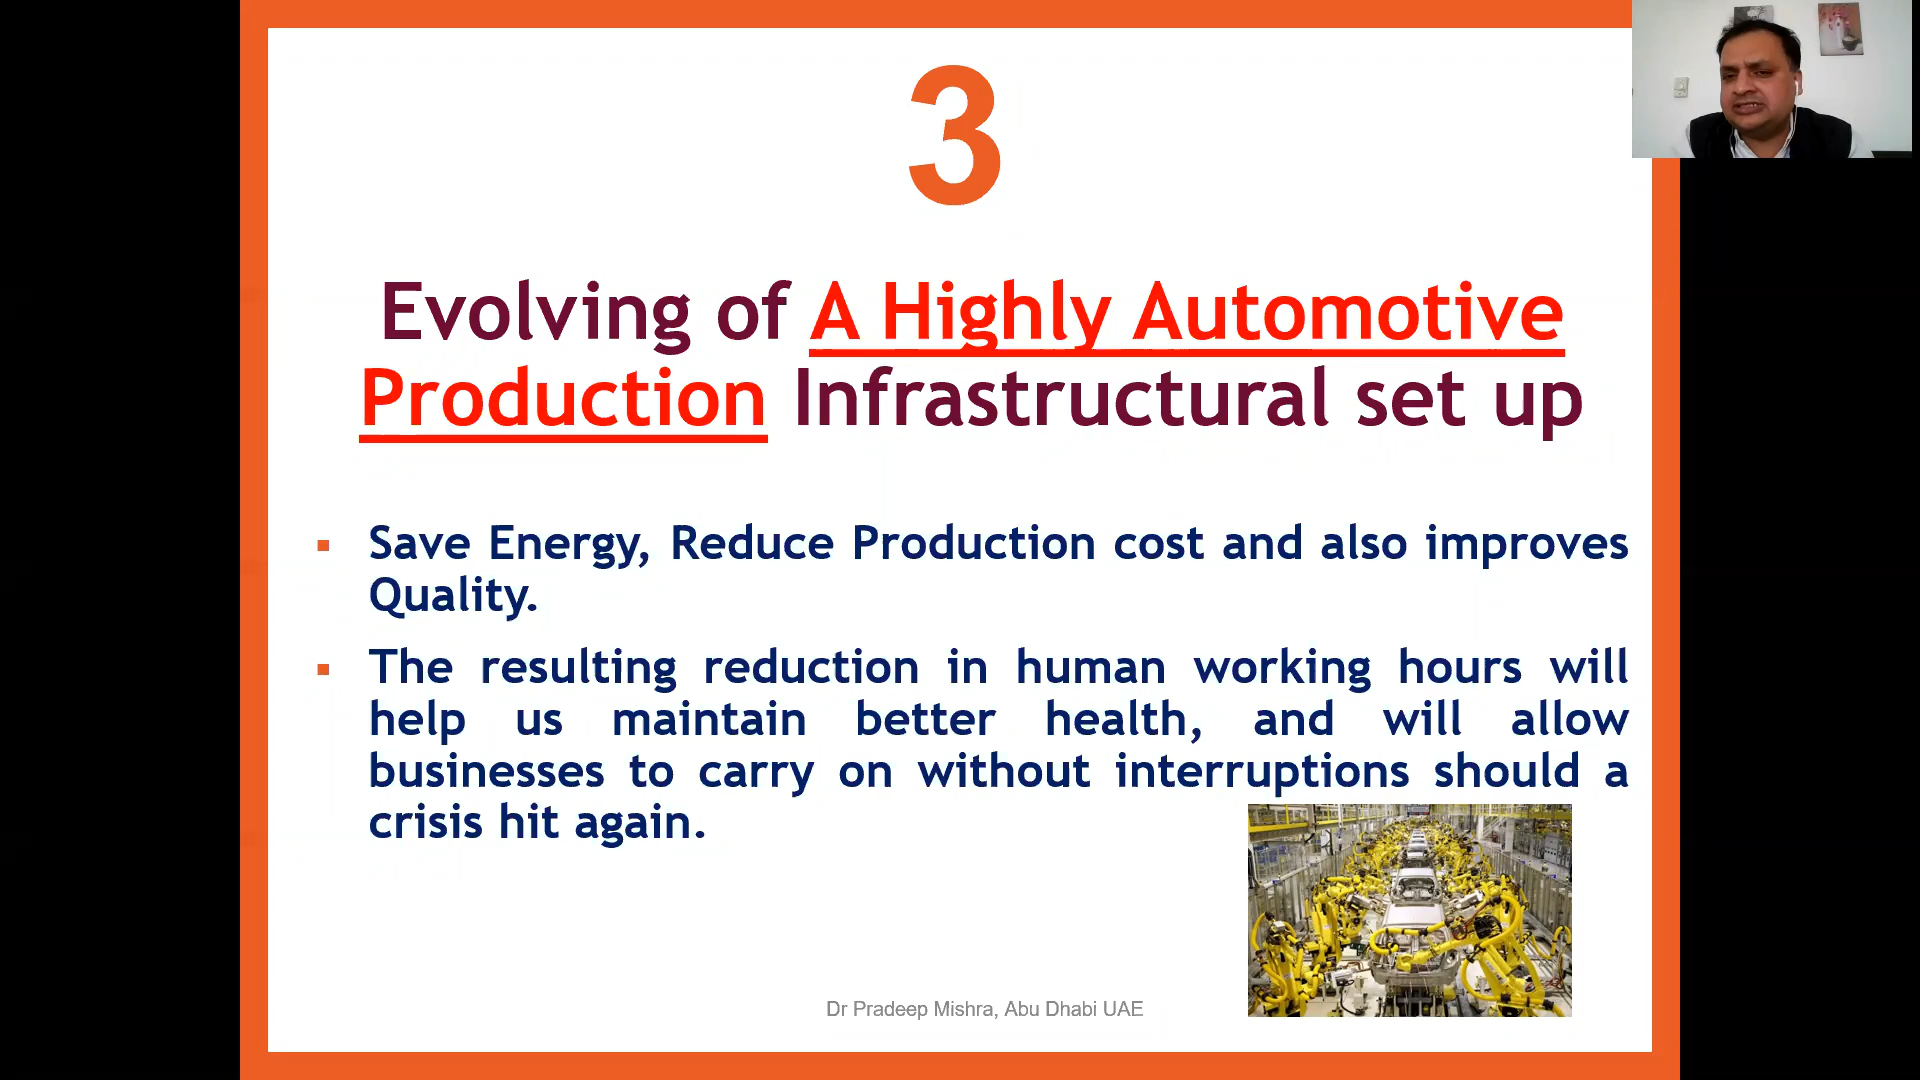 3
Evolving of A Highly Automotive
Production Infrastructural set up
▪ Save Energy, Reduce Production cost and also improves
Quality.
▪ The resulting reduction in human working hours will
help us maintain better health, and will allow
businesses to carry on without interruptions should a
crisis hit again.
Dr Pradeep Mishra, Abu Dhabi UAE